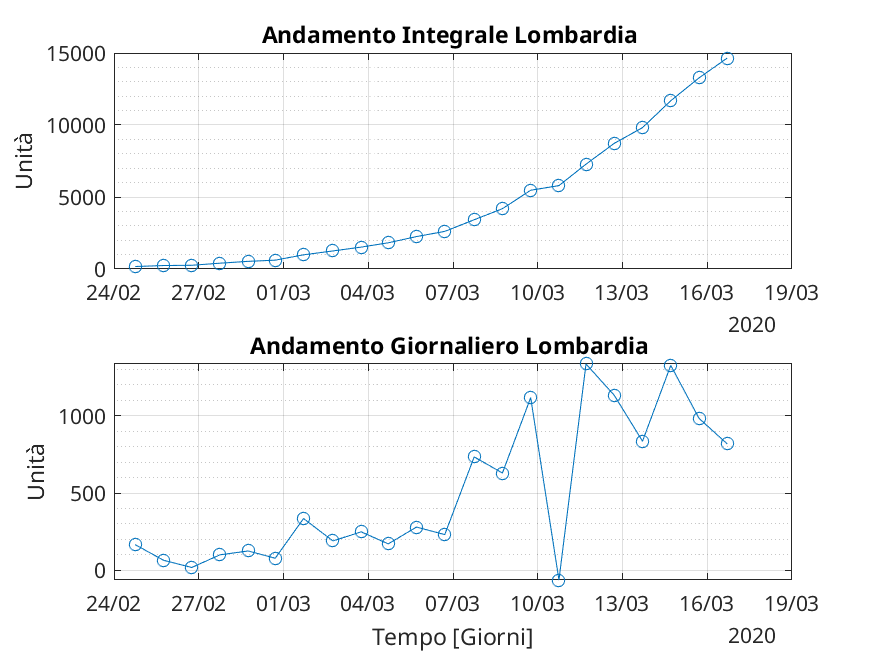 Andamento Integrale Lombardia
15000
10000
5000
0
Unità
24/02 27/02 01/03 04/03 07/03 10/03 13/03 16/03 19/03
2020
Andamento Giornaliero Lombardia
1000
500
0
Unità
24/02 27/02 01/03 04/03 07/03 10/03 13/03 16/03 19/03
Tempo [Giorni]
2020